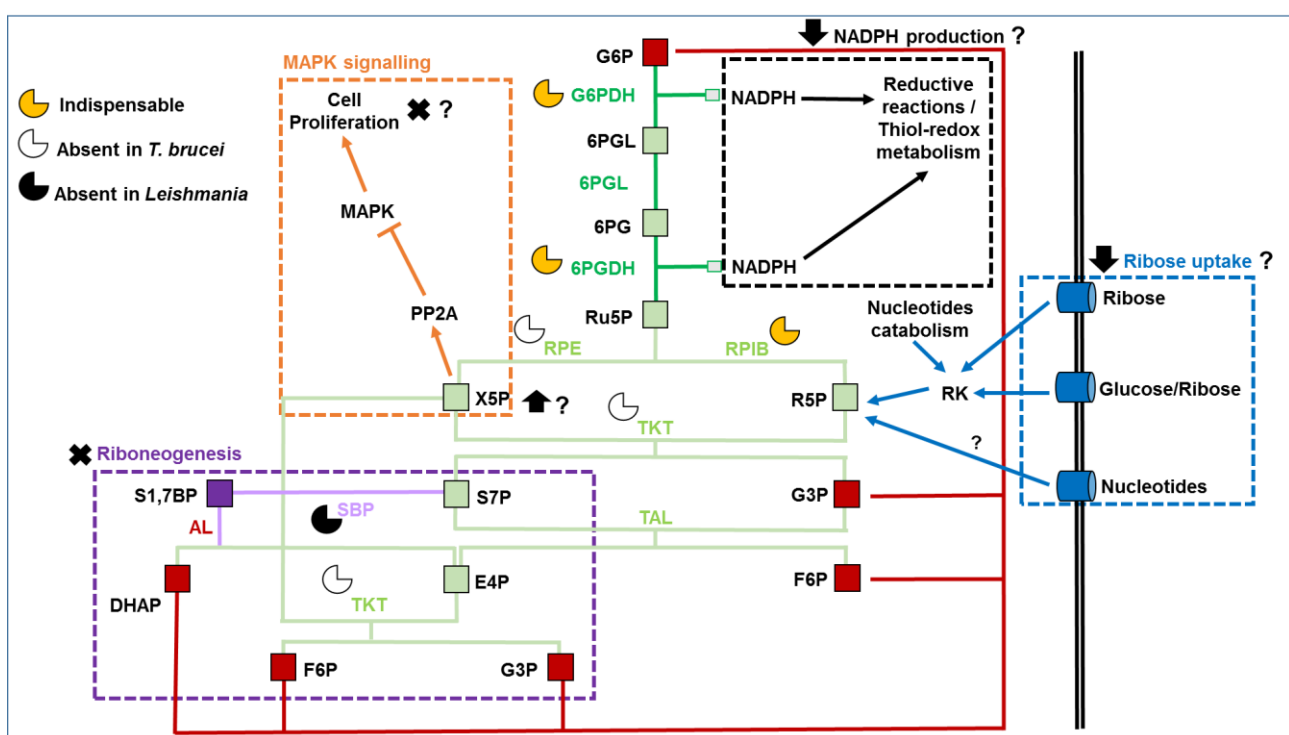 NADPH production ?
G6P
MAPK signalling
Indispensable
Absent in T. brucei
Absent in Leishmania
Cell
Proliferation
?
MAPK
PP2A
G6PDH
NADPH
Reductive
reactions /
Thiol-redox
metabolism
6PGL
6PGL
6PG
6PGDH
NADPH
Ru5P
RPE
RPIB
Nucleotides
catabolism
Ribose uptake ?
Ribose
Glucose/Ribose
Nucleotides
RK
?
X5P
?
R5P
TKT
Riboneogenesis
S1,7BP
SBP
S7P
G3P
AL
TAL
DHAP
E4P
F6P
TKT
F6P
G3P